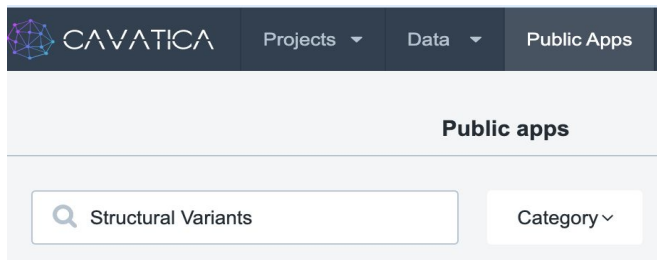 CAVATICA Projects Data Public Apps
Public apps
Structural Variants Category